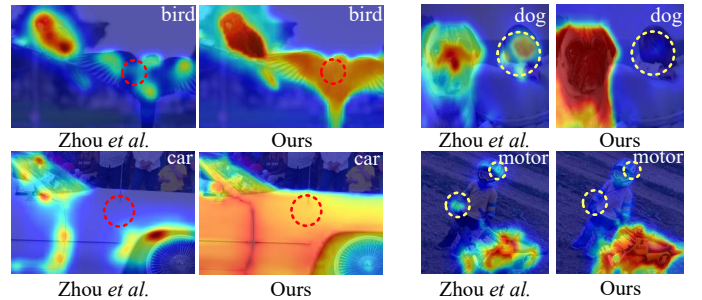 bird bird dog dog
Zhou et al. Ours Zhou et al. Ours
car car motor motor
Zhou et al. Ours Zhou et al. Ours